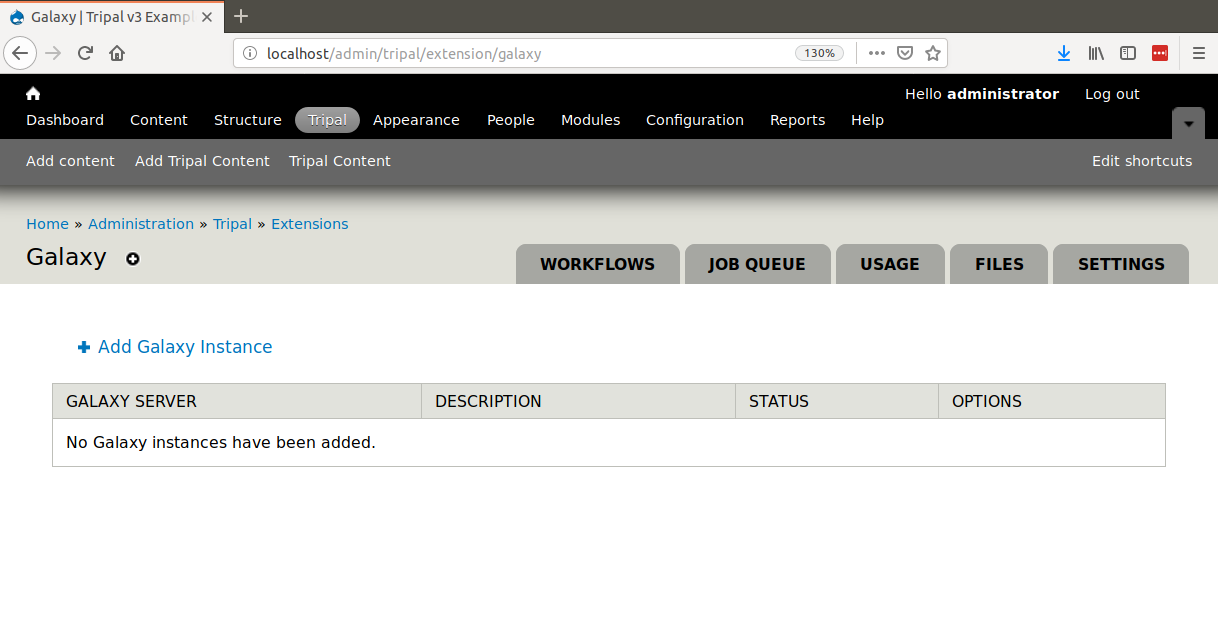 Galaxy | Tripal v3 Exampl
localhost/admin/tripal/extension/galaxy 130%
Hello administrator Log out
Dashboard Content Structure Tripal Appearance People Modules Configuration Reports Help
Add content Add Tripal Content Tripal Content Edit shortcuts
Home » Administration » Tripal » Extensions
Galaxy WORKFLOWS JOB QUEUE USAGE FILES SETTINGS
Add Galaxy Instance
GALAXY SERVER DESCRIPTION STATUS OPTIONS
No Galaxy instances have been added.